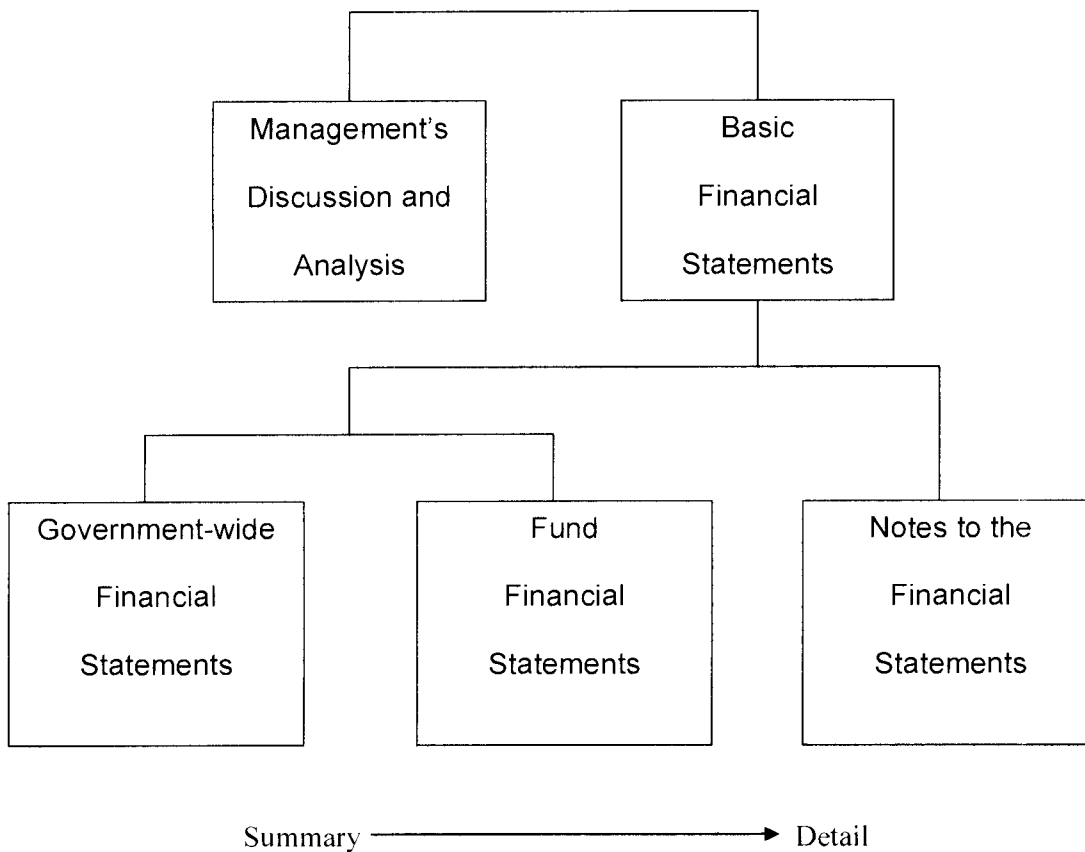 Management's
Discussion and
Analysis
Basic
Financial
Statements
Government-wide
Financial
Statements
Fund
Financial
Statements
Notes to the
Financial
Statements
Summary Detail